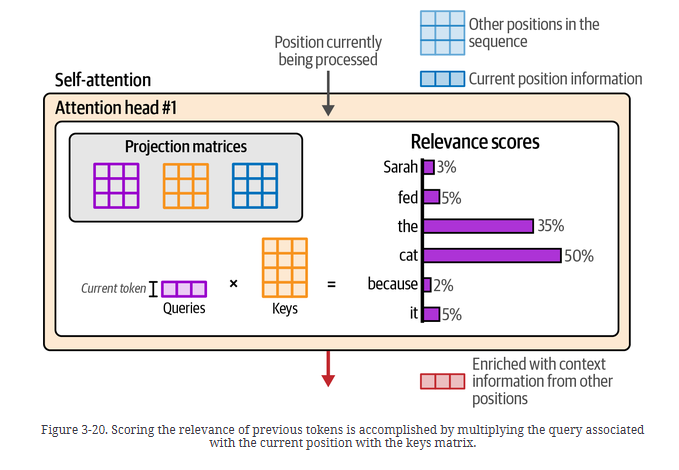 Position currently
being processed
Other positions in the
sequence
Current position information
Self-attention
Attention head #1
Projection matrices
Relevance scores
Sarah 3%
fed 5%
the 35%
cat 50%
because 2%
it 5%
Current token
×
=
Queries
Keys
Enriched with context
information from other
positions
Figure 3-20. Scoring the relevance of previous tokens is accomplished by multiplying the query associated
with the current position with the keys matrix.